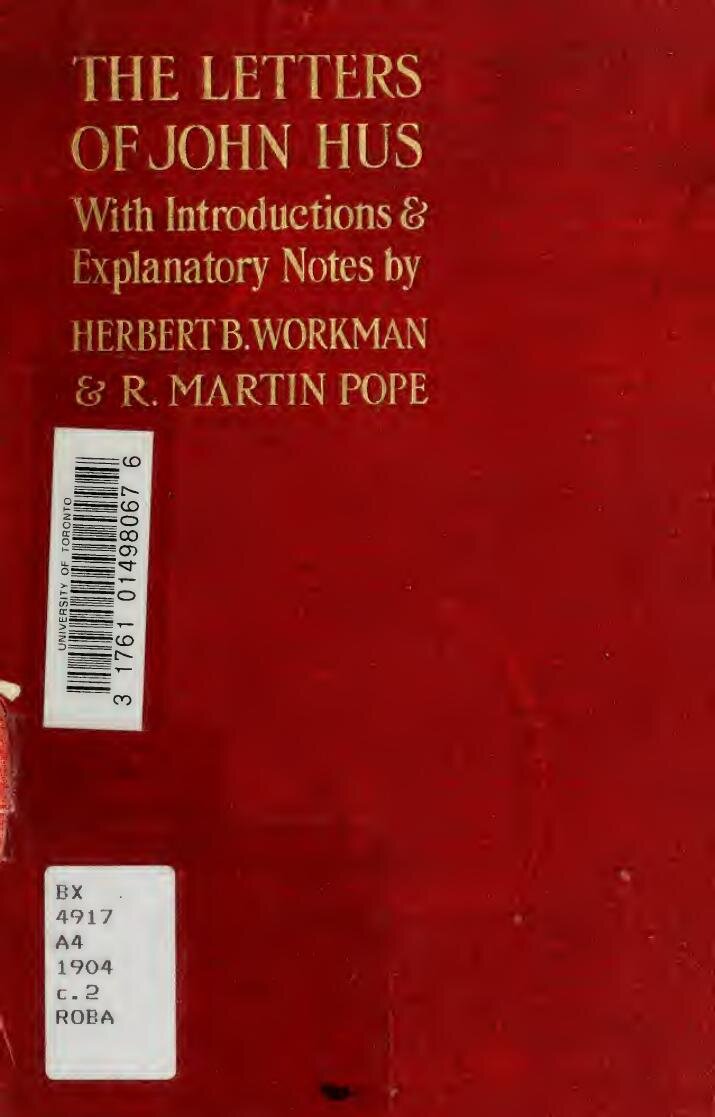 THE LETTERS
OF JOHN HUS
With Introductions &
Explanatory Notes by
HERBERT B. WORKMAN
& R. MARTIN POPE
UNIVERSITY OF TORONTO
3 1761 01498067 6
BX
4917
A4
1904
c. 2
ROBA